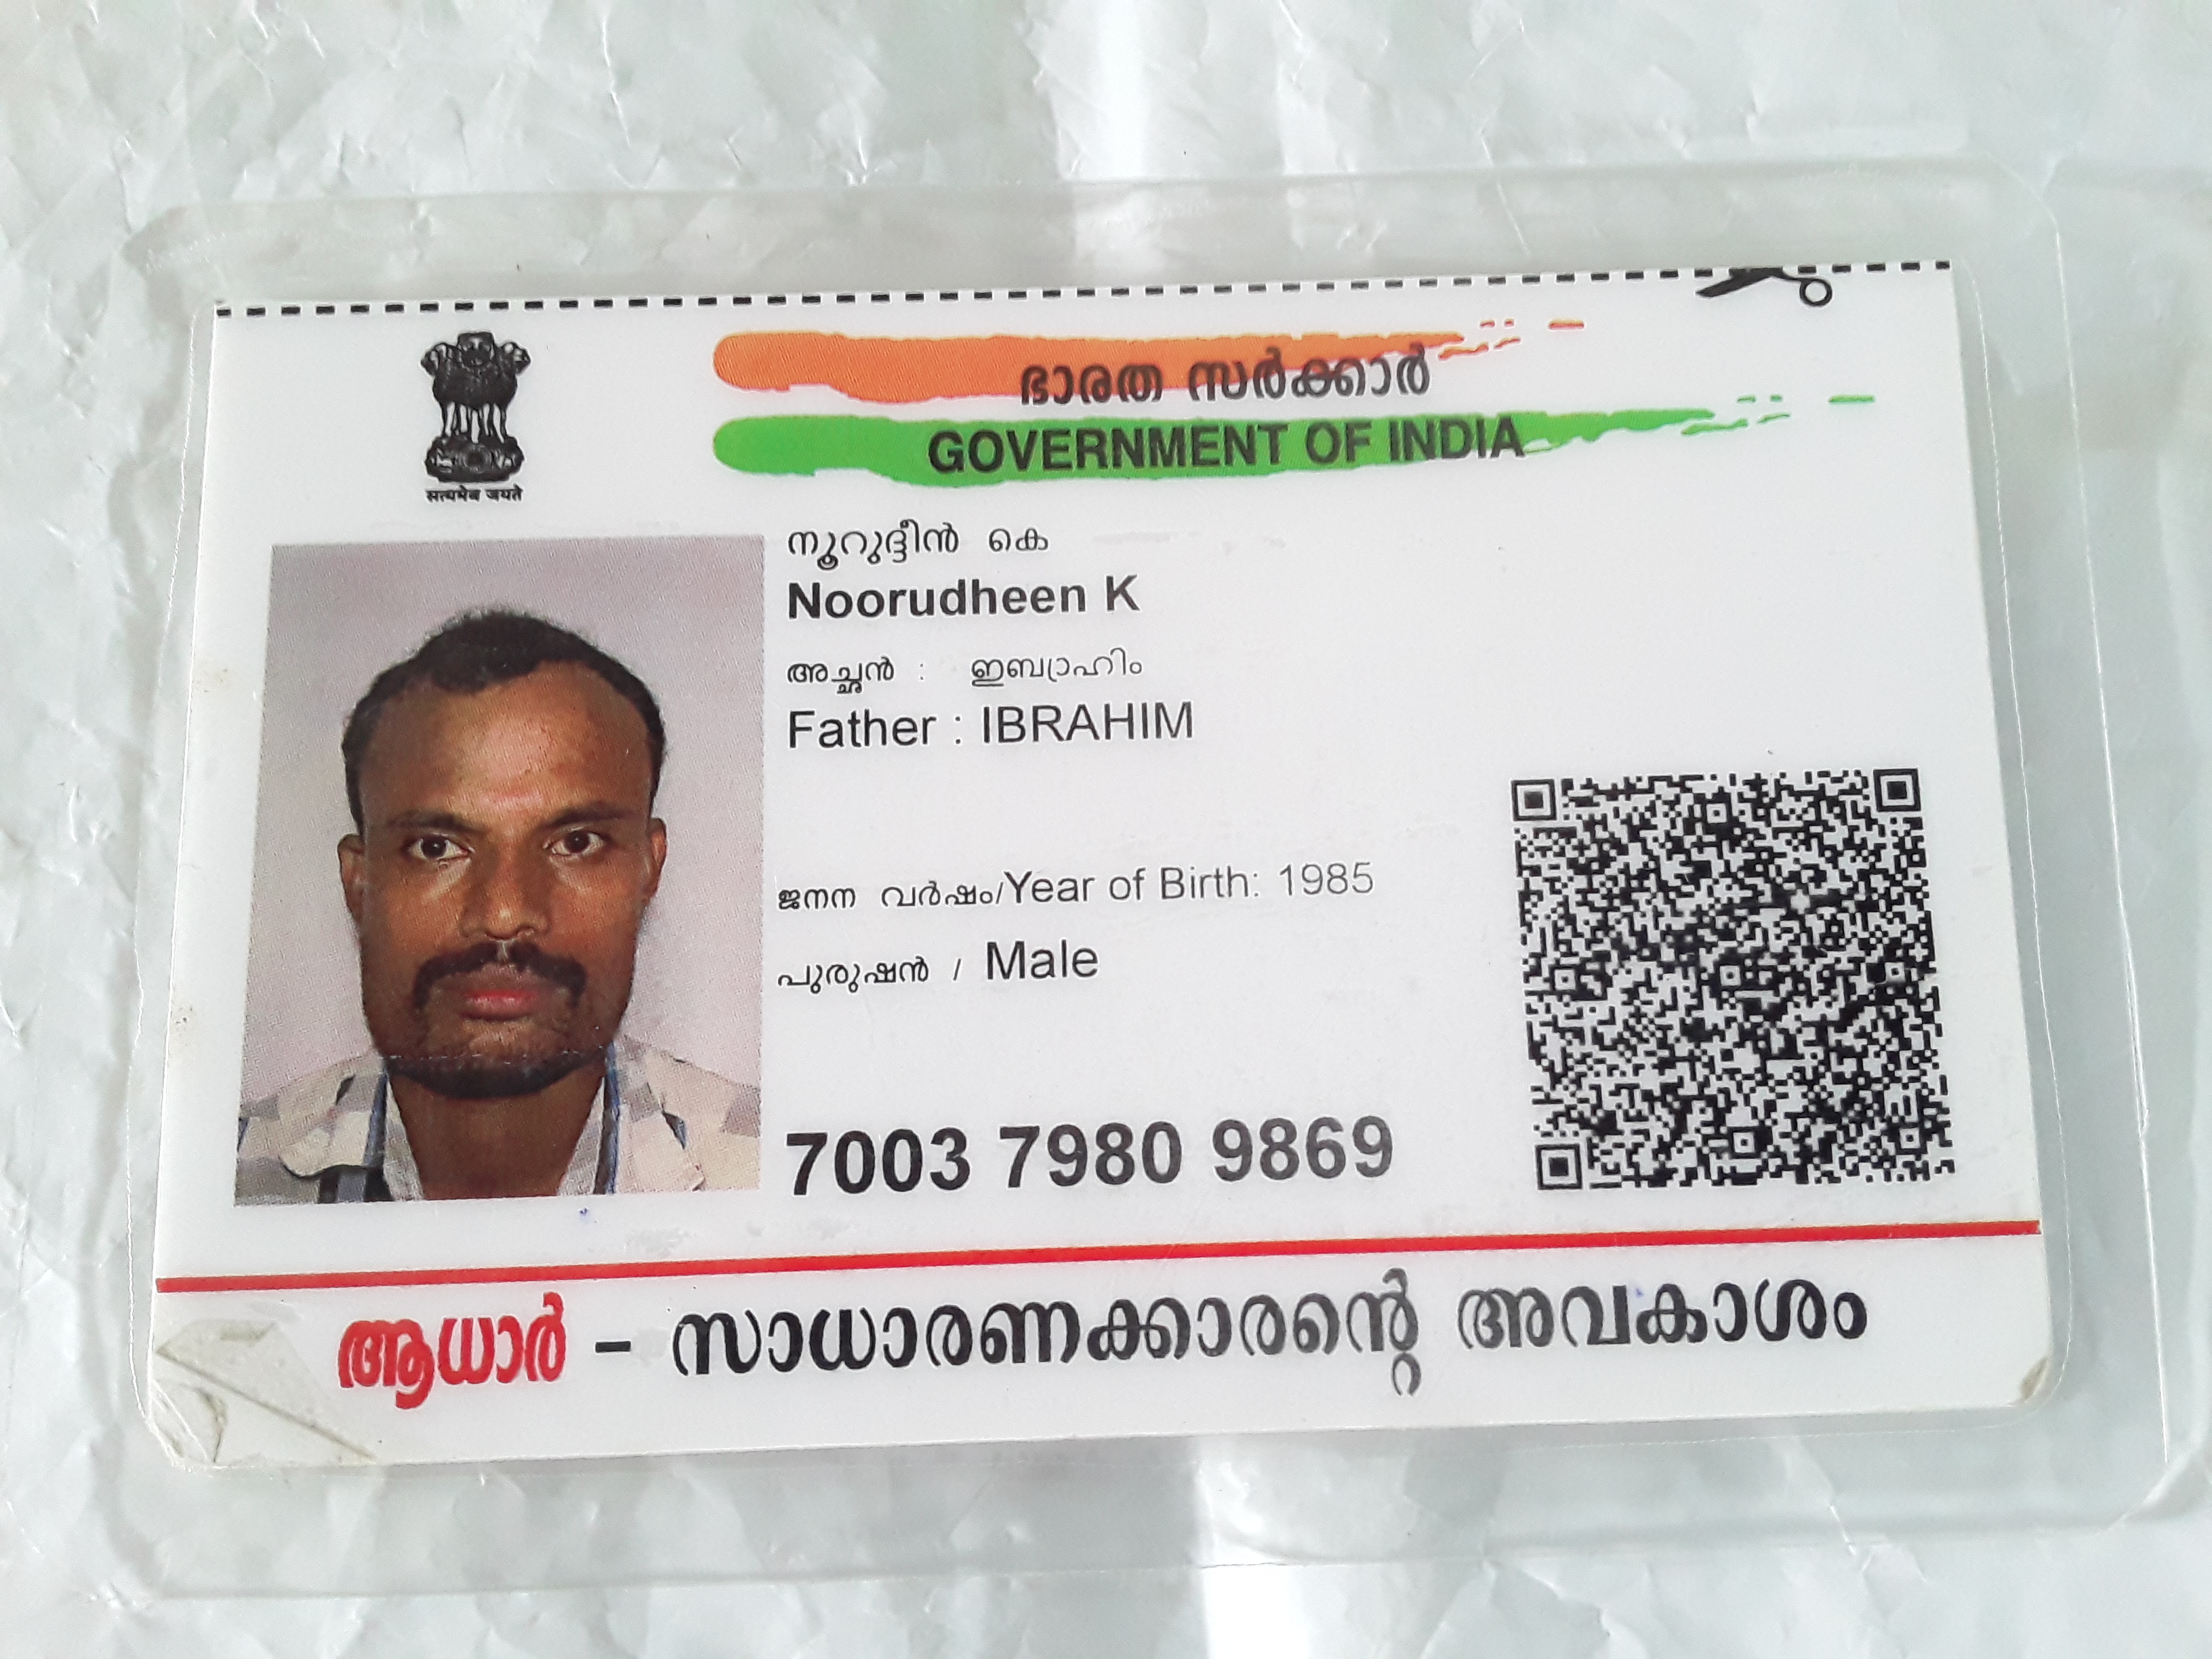 सत्यमेव जयते
ഭാരത സർക്കാർ
GOVERNMENT OF INDIA
നൂറുദ്ദീൻ കെ
Noorudheen K
അച്ഛൻ : ഇബ്രാഹിം
Father : IBRAHIM
ജനന വർഷം/Year of Birth: 1985
പുരുഷൻ / Male
7003 7980 9869
ആധാർ – സാധാരണക്കാരന്റെ അവകാശം